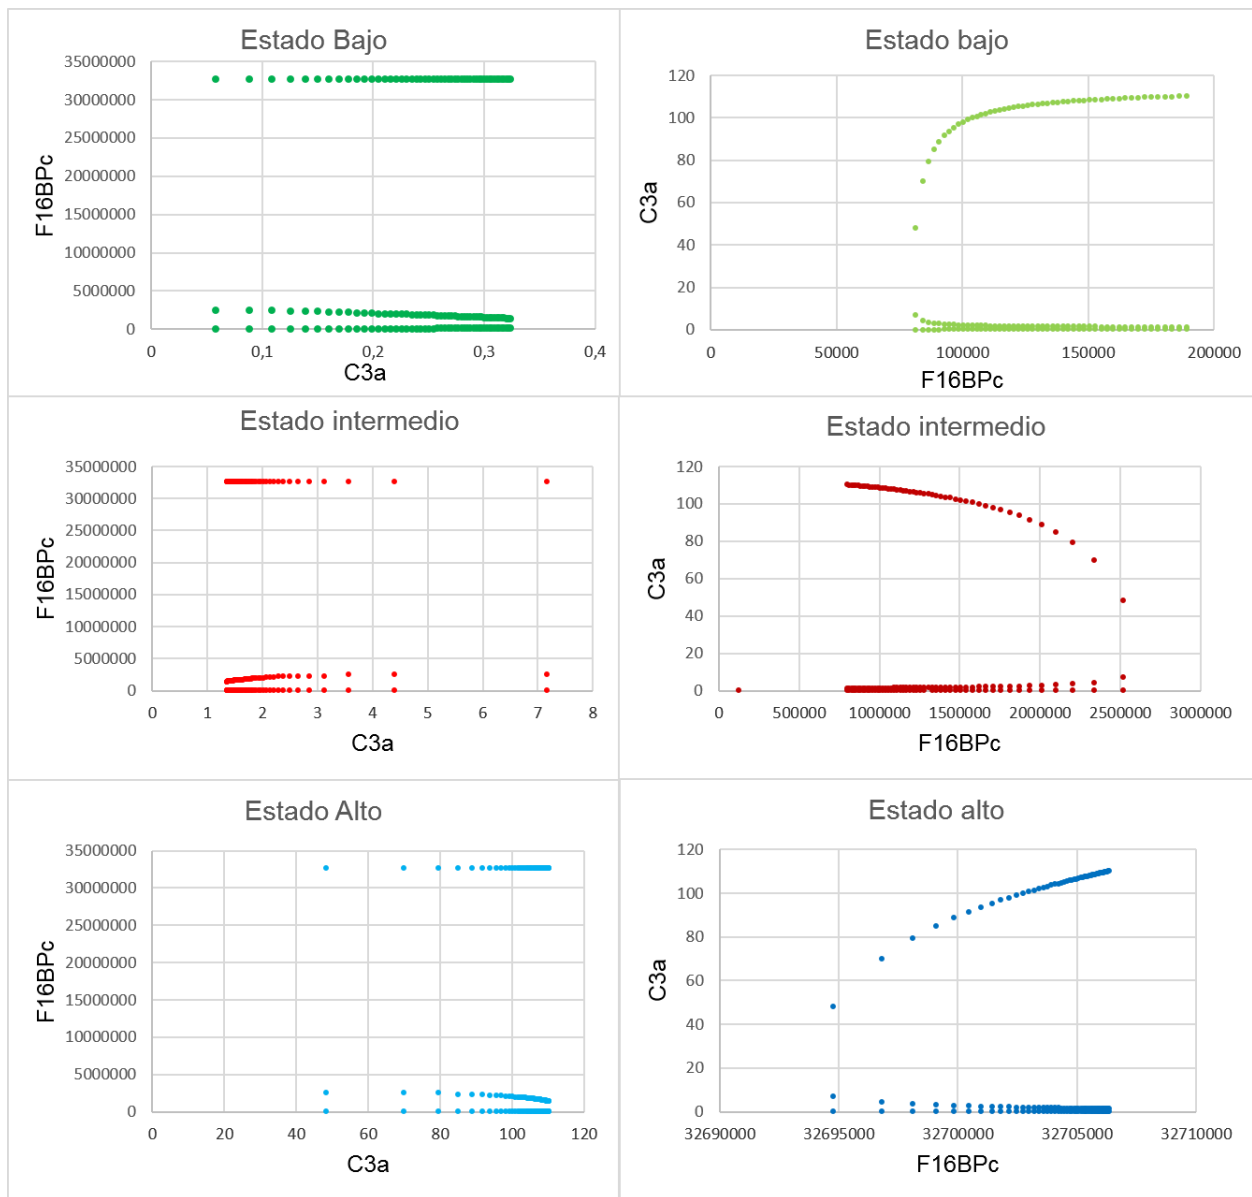 Estado Bajo
35000000
30000000
25000000
20000000
15000000
10000000
5000000
0
F16BPc
0 0,1 0,2 0,3 0,4
C3a
Estado bajo
120
100
80
60
40
20
0
C3a
0 50000 100000 150000 200000
F16BPc
Estado intermedio
35000000
30000000
25000000
20000000
15000000
10000000
5000000
0
F16BPc
0 1 2 3 4 5 6 7 8
C3a
Estado intermedio
120
100
80
60
40
20
0
C3a
0 500000 1000000 1500000 2000000 2500000 3000000
F16BPc
Estado Alto
35000000
30000000
25000000
20000000
15000000
10000000
5000000
0
F16BPc
0 20 40 60 80 100 120
C3a
Estado alto
120
100
80
60
40
20
0
C3a
32690000 32695000 32700000 32705000 32710000
F16BPc